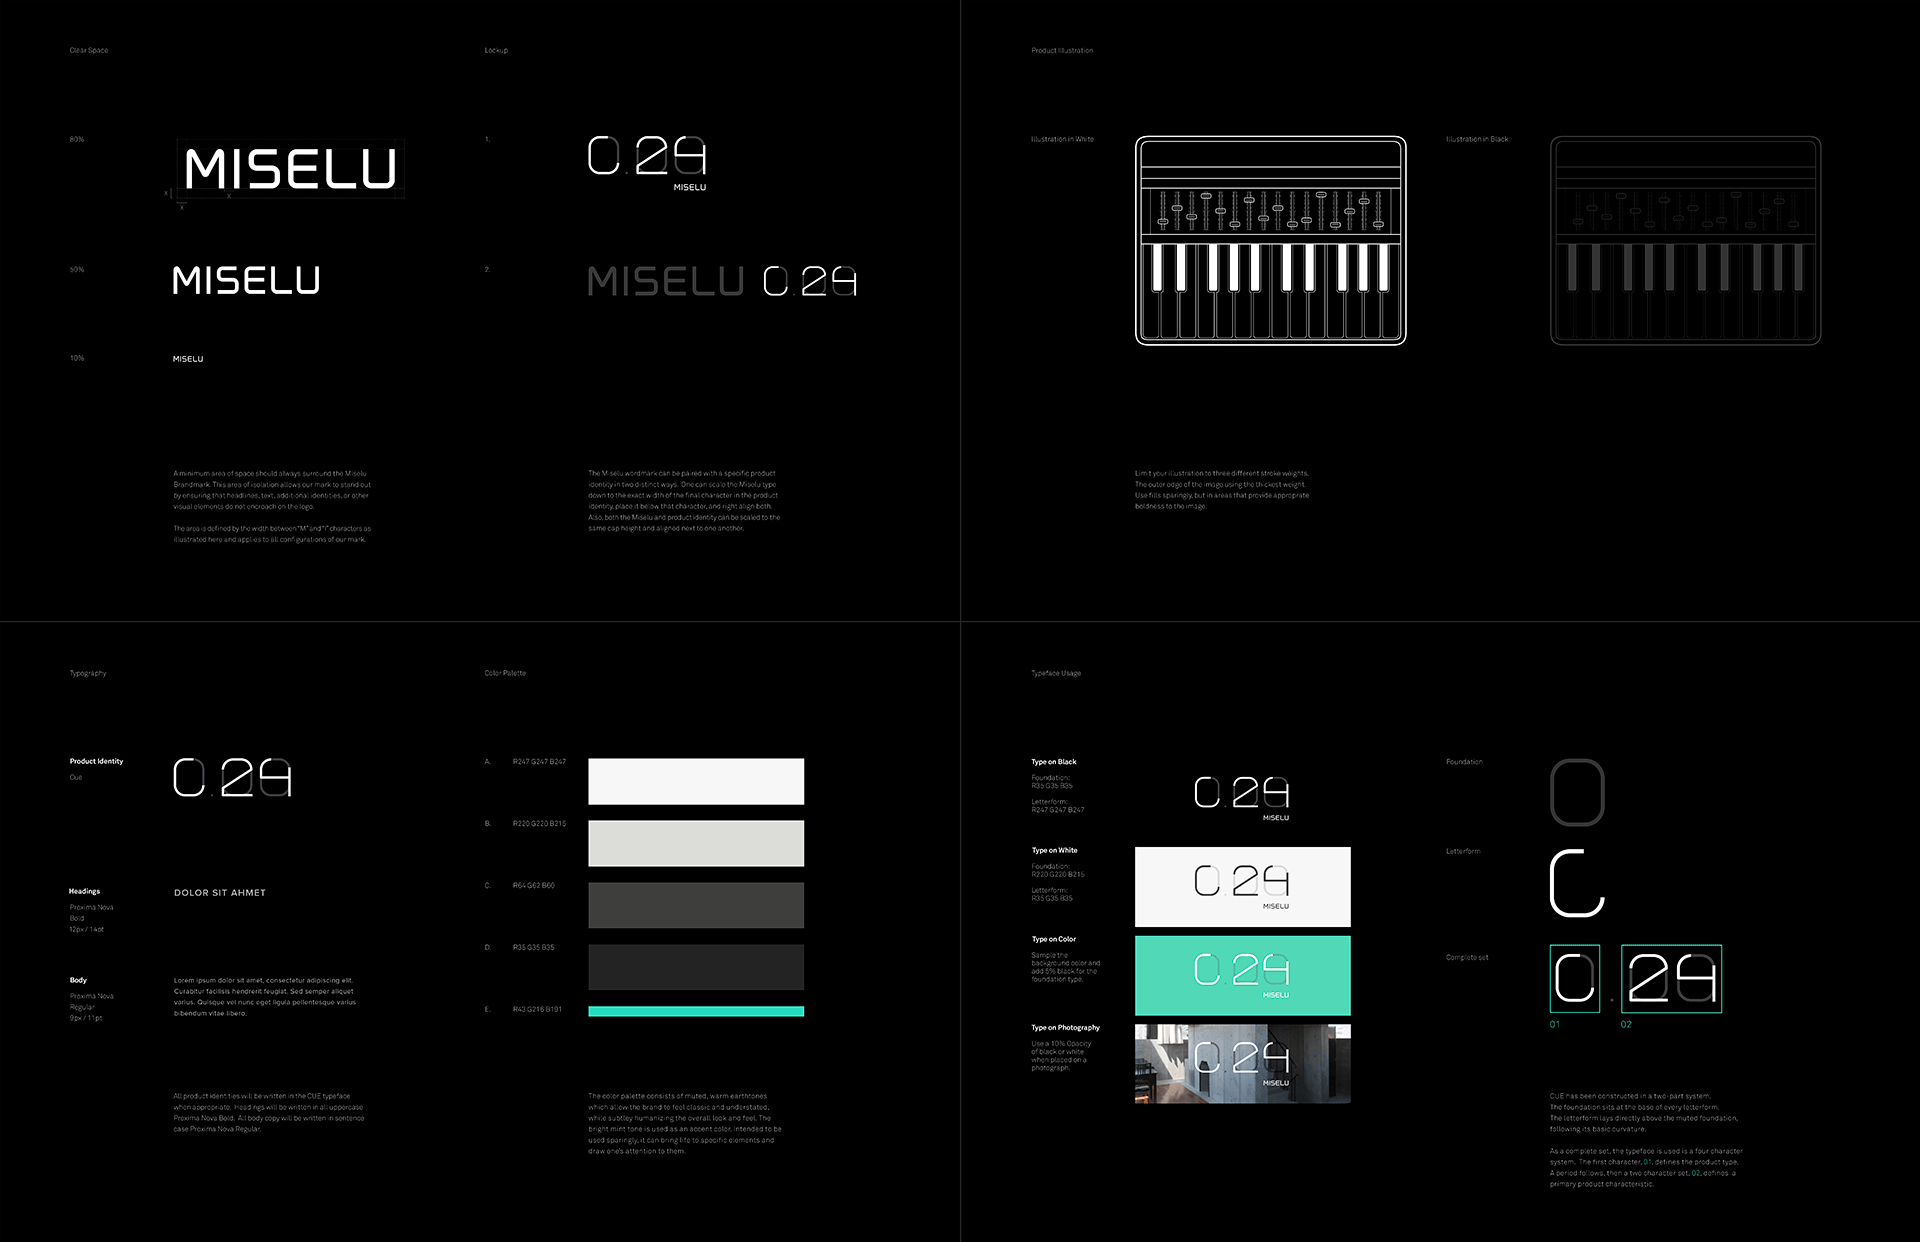 Clear Space
80%
MISELU
x
x
x
50%
MISELU
10%
MISELU
A minimum area of space should always surround the Miselu
Brandmark. This area of isolation allows our mark to stand out
by ensuring that headlines, text, additional identities, or other
visual elements do not encroach on the logo.
The area is defined by the width between "M" and "I" characters as
illustrated here and applies to all configurations of our mark.
Lockup
1.
C.24
MISELU
2.
MISELU C.24
The Miselu wordmark can be paired with a specific product
identity in two distinct ways. One can scale the Miselu type
down to the exact width of the final character in the product
identity, place it below that character, and right align both.
Also, both the Miselu and product identity can be scaled to the
same cap height and aligned next to one another.
Product Illustration
Illustration in White
Illustration in Black
Limit your illustration to three different stroke weights.
The outer edge of the image using the thickest weight.
Use fills sparingly, but in areas that provide approprate
boldness to the image.
Typography
Product Identity
Cue
C.24
Headings
Proxima Nova
Bold
12px / 14pt
DOLOR SIT AHMET
Body
Proxima Nova
Regular
9px / 11pt
Lorem ipsum dolor sit amet, consectetur adipiscing elit.
Curabitur facilisis hendrerit feugiat. Sed semper aliquet
varius. Quisque vel nunc eget ligula pellentesque varius
bibendum vitae libero.
All product identities will be written in the CUE typeface
when appropriate. Headings will be written in all uppercase
Proxima Nova Bold. All body copy will be written in sentence
case Proxima Nova Regular.
Color Palette
A. R247 G247 B247
B. R220 G220 B215
C. R64 G62 B60
D. R35 G35 B35
E. R43 G216 B191
The color palette consists of muted, warm earthtones
which allow the brand to feel classic and understated,
while subtley humanizing the overall look and feel. The
bright mint tone is used as an accent color. Intended to be
used sparingly, it can bring life to specific elements and
draw one's attention to them.
Typeface Usage
Type on Black
Foundation:
R35 G35 B35
Letterform:
R247 G247 B247
C.24
MISELU
Type on White
Foundation:
R220 G220 B215
Letterform:
R35 G35 B35
C.24
MISELU
Type on Color
Sample the
background color and
add 5% black for the
foundation type.
C.24
MISELU
Type on Photography
Use a 10% Opacity
of black or white
when placed on a
photograph.
C.24
MISELU
Foundation
Letterform
C
Complete set
C.24
01
02
CUE has been constructed in a two-part system.
The foundation sits at the base of every letterform.
The letterform lays directly above the muted foundation,
following its basic curvature.
As a complete set, the typeface is used is a four character
system. The first character, 01, defines the product type.
A period follows, then a two character set, 02, defines a
primary product characteristic.